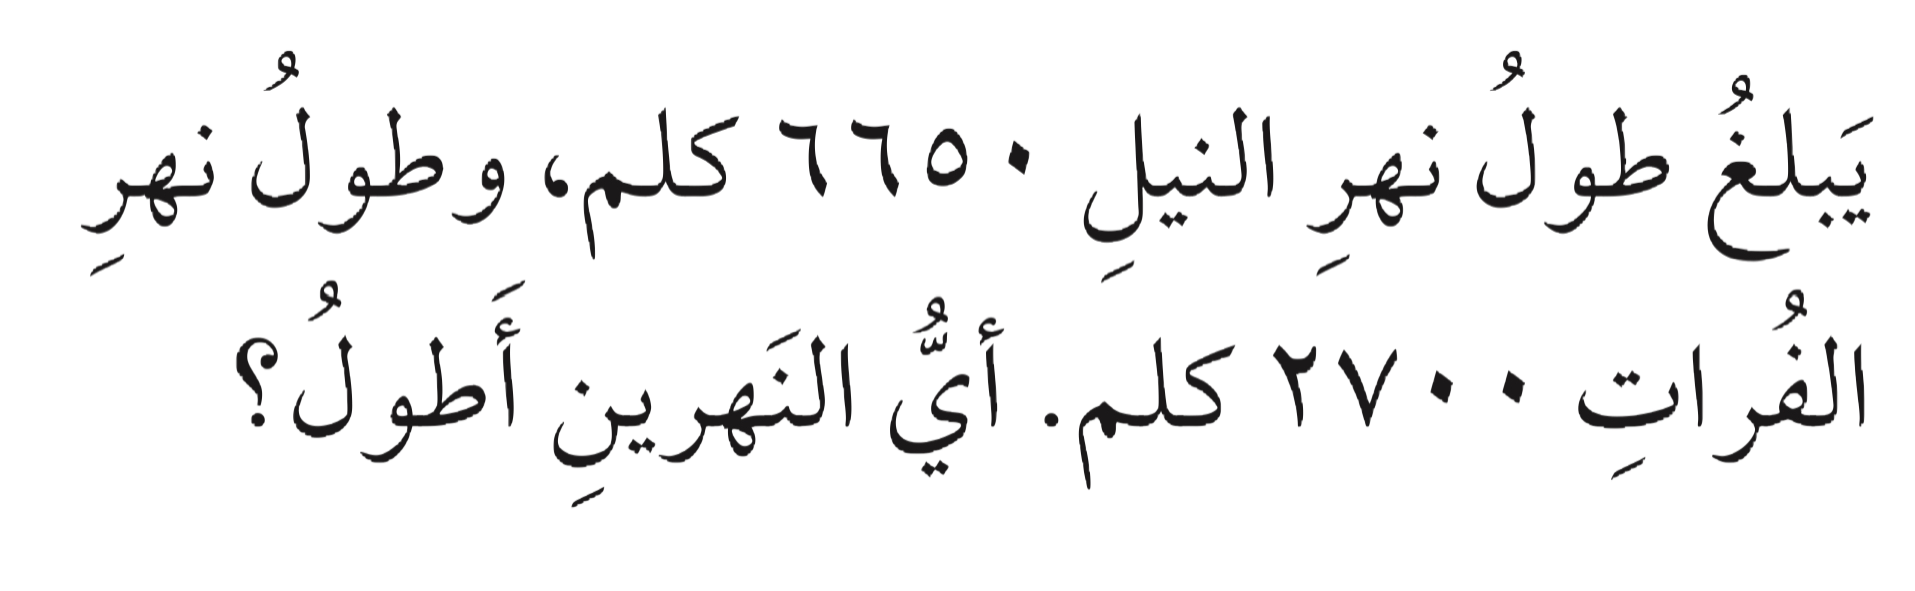 يَبلغُ طولُ نهرِ النيلِ ٦٦٥٠ كلم، وطولُ نهرِ
الفُراتِ ٢٧٠٠ كلم. أيُّ النَهرينِ أَطولُ؟